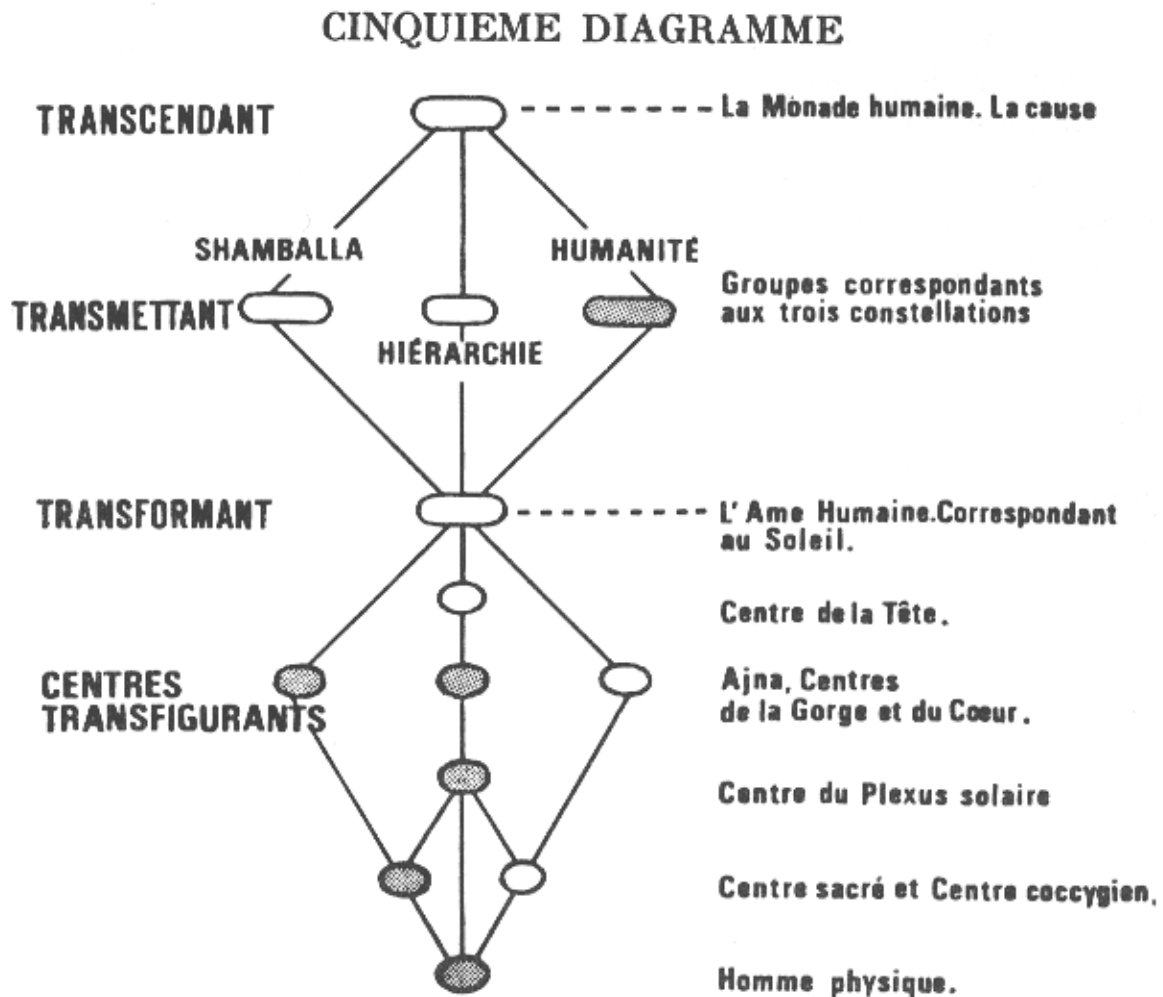 CINQUIEME DIAGRAMME
TRANSCENDANT
La Monade humaine. La cause
SHAMBALLA
HUMANITÉ
TRANSMETTANT
Groupes correspondants
aux trois constellations
HIÉRARCHIE
TRANSFORMANT
L'Ame Humaine.Correspondant
au Soleil.
Centre de la Tête.
CENTRES
TRANSFIGURANTS
Ajna, Centres
de la Gorge et du Cœur.
Centre du Plexus solaire
Centre sacré et Centre coccygien.
Homme physique.